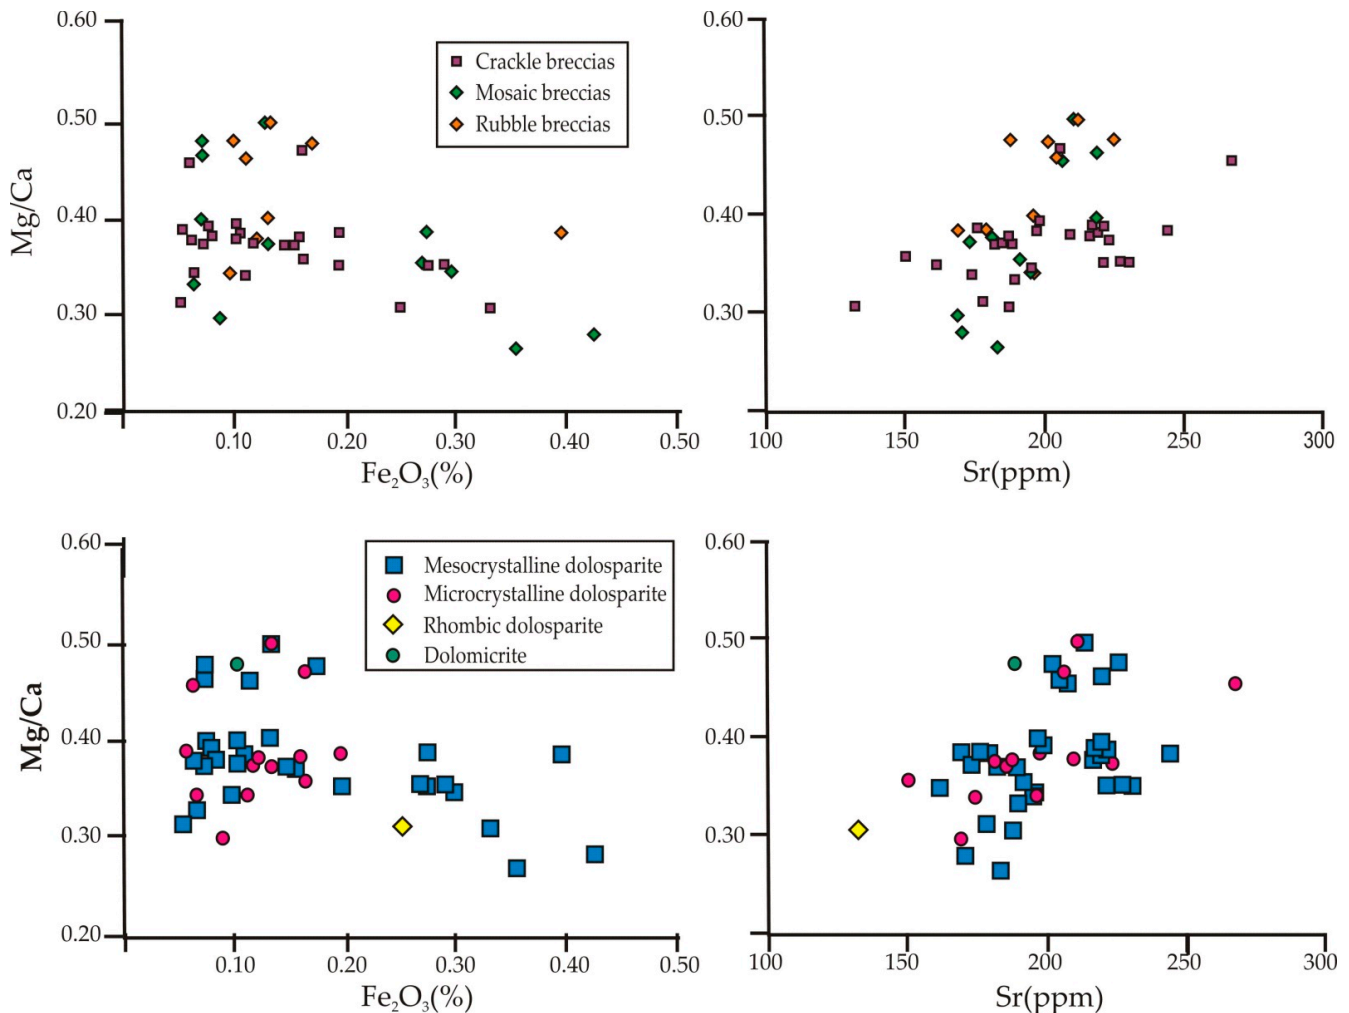 0.60
0.50
0.40
0.30
0.20
Mg/Ca
Crackle breccias
Mosaic breccias
Rubble breccias
0.10
0.20
0.30
0.40
0.50
Fe₂O₃(%)
0.60
0.50
0.40
0.30
100
150
200
250
300
Sr(ppm)
0.60
0.50
0.40
0.30
0.20
Mg/Ca
Mesocrystalline dolosparite
Microcrystalline dolosparite
Rhombic dolosparite
Dolomicrite
0.10
0.20
0.30
0.40
0.50
Fe₂O₃(%)
0.60
0.50
0.40
0.30
100
150
200
250
300
Sr(ppm)